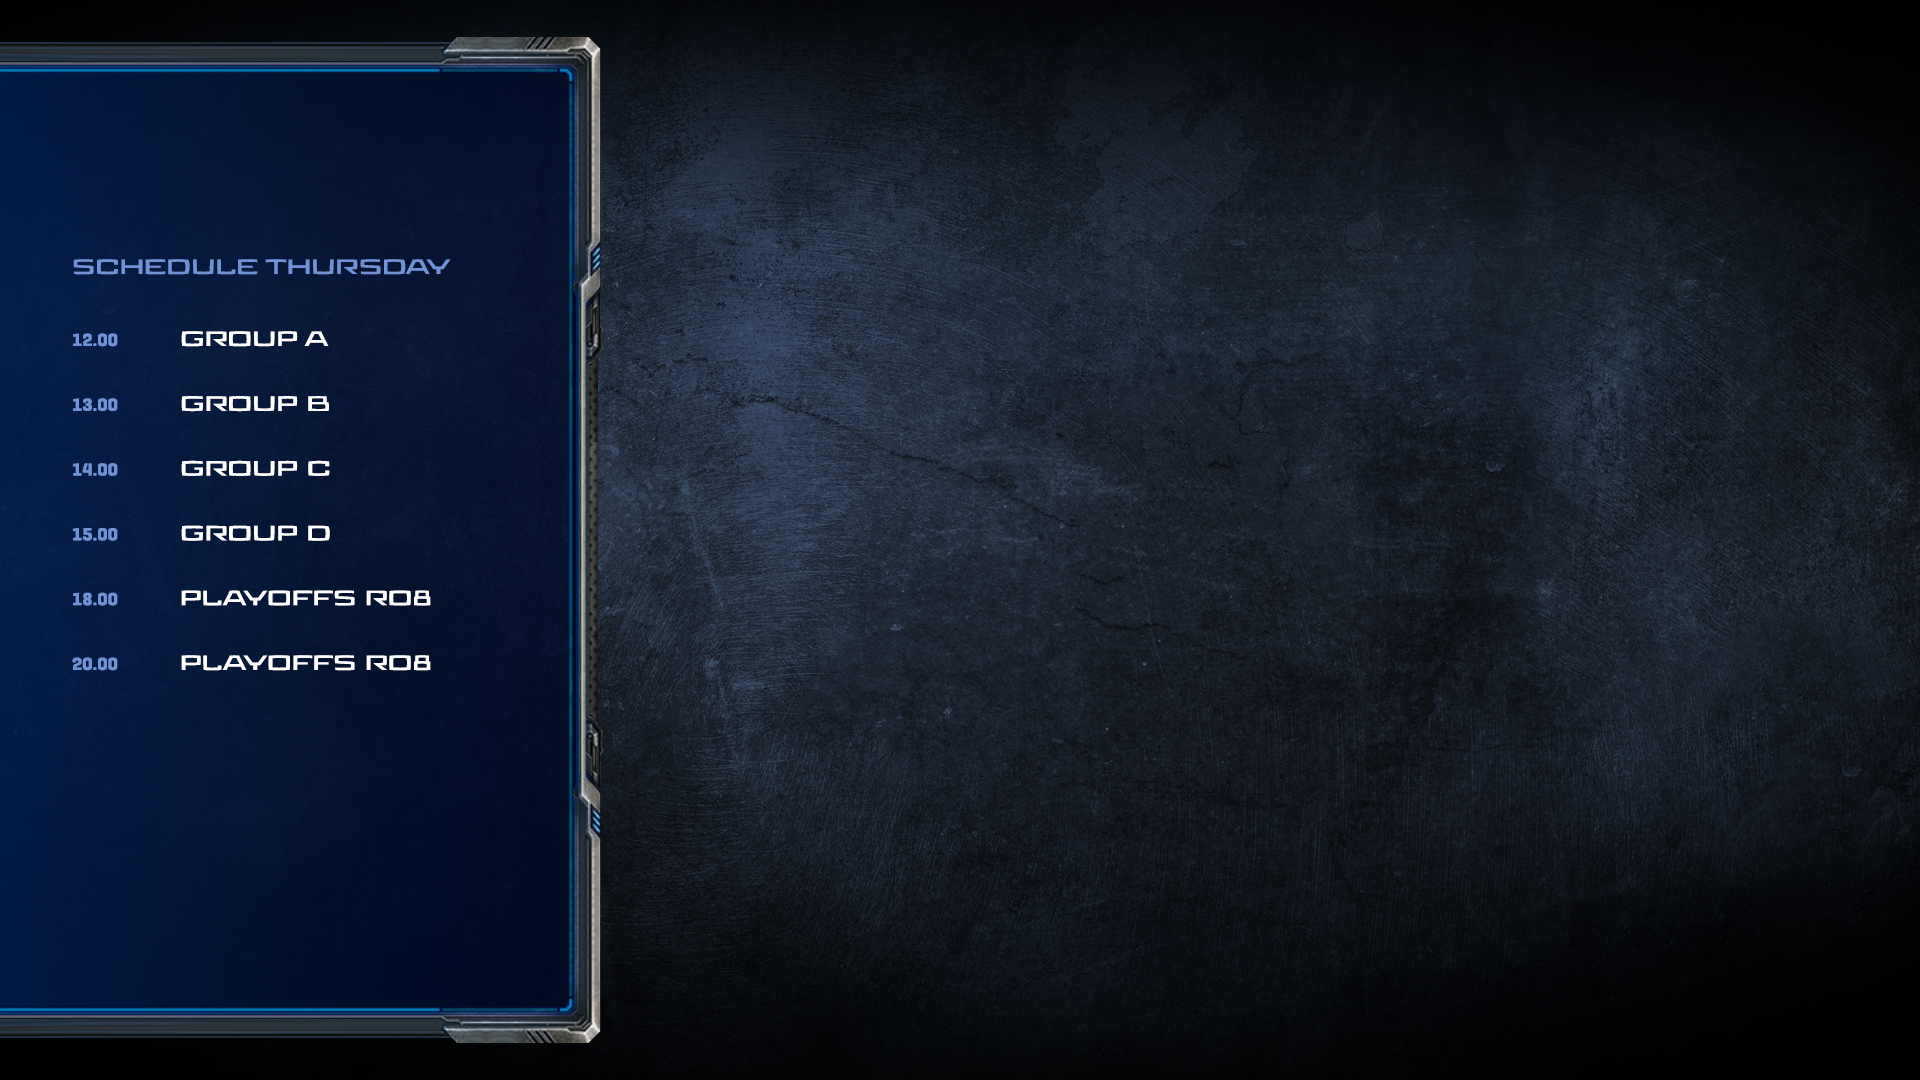 SCHEDULE THURSDAY
12.00 GROUP A
13.00 GROUP B
14.00 GROUP C
15.00 GROUP D
18.00 PLAYOFFS RO8
20.00 PLAYOFFS RO8